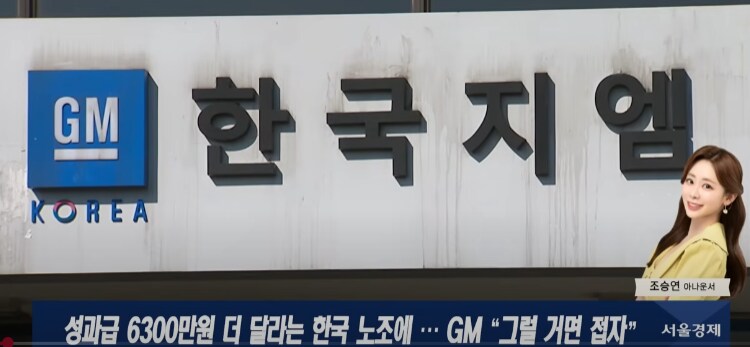 GM
KOREA
한국지엠
조승연 아나운서
성과급 6300만원 더 달라는 한국 노조에… GM “그럴 거면 접자”
서울경제